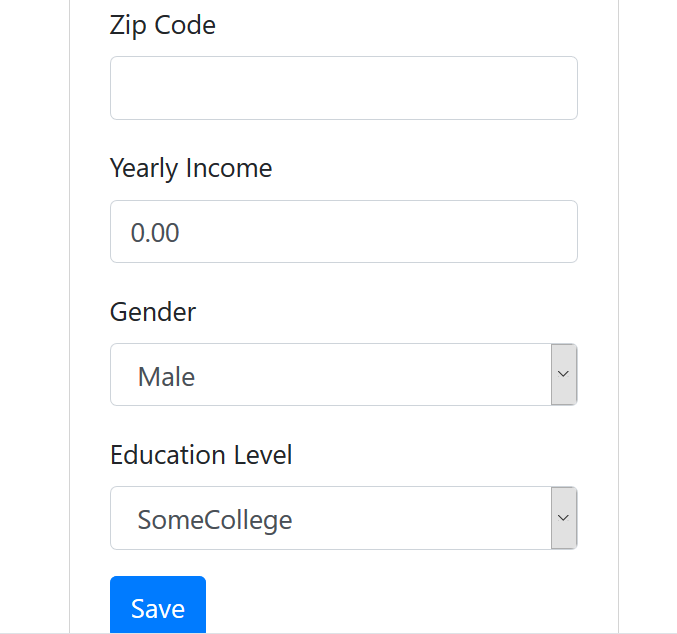 Zip Code
Yearly Income
0.00
Gender
Male
Education Level
SomeCollege
Save